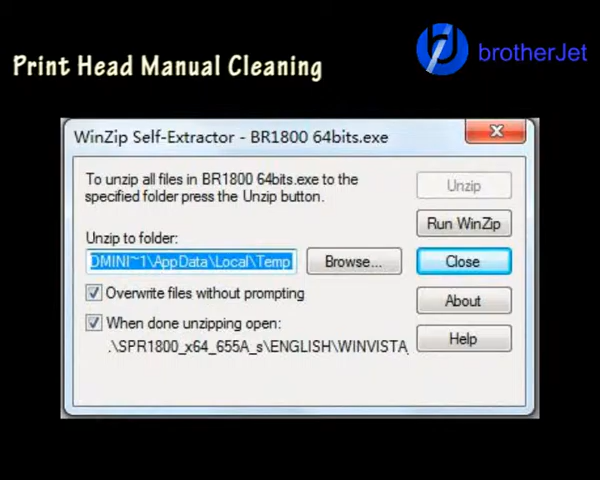 Print Head Manual Cleaning
brotherJet
WinZip Self-Extractor - BR1800 64bits.exe
To unzip all files in BR1800 64bits.exe to the
specified folder press the Unzip button.
Unzip to folder:
DMINI~1\AppData\Local\Temp
Browse...
Overwrite files without prompting
When done unzipping open:
.\SPR1800_x64_655A_s\ENGLISH\WINVISTA
Unzip
Run WinZip
Close
About
Help